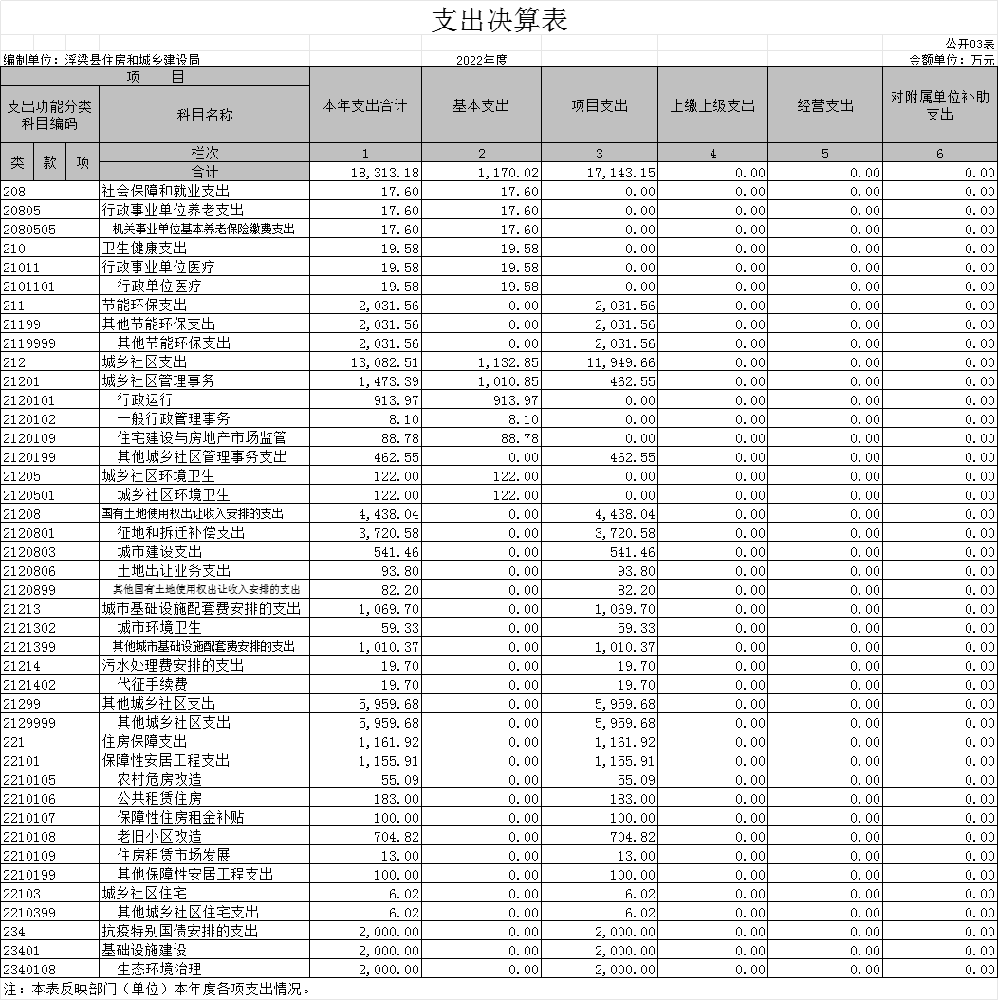 支出决算表
公开03表
编制单位：浮梁县住房和城乡建设局 2022年度 金额单位：万元
项 目 本年支出合计 基本支出 项目支出 上缴上级支出 经营支出 对附属单位补助支出
支出功能分类科目编码 科目名称
类 款 项 栏次 1 2 3 4 5 6
合计 18,313.18 1,170.02 17,143.15 0.00 0.00 0.00
208 社会保障和就业支出 17.60 17.60 0.00 0.00 0.00 0.00
20805 行政事业单位养老支出 17.60 17.60 0.00 0.00 0.00 0.00
2080505 机关事业单位基本养老保险缴费支出 17.60 17.60 0.00 0.00 0.00 0.00
210 卫生健康支出 19.58 19.58 0.00 0.00 0.00 0.00
21011 行政事业单位医疗 19.58 19.58 0.00 0.00 0.00 0.00
2101101 行政单位医疗 19.58 19.58 0.00 0.00 0.00 0.00
211 节能环保支出 2,031.56 0.00 2,031.56 0.00 0.00 0.00
21199 其他节能环保支出 2,031.56 0.00 2,031.56 0.00 0.00 0.00
2119999 其他节能环保支出 2,031.56 0.00 2,031.56 0.00 0.00 0.00
212 城乡社区支出 13,082.51 1,132.85 11,949.66 0.00 0.00 0.00
21201 城乡社区管理事务 1,473.39 1,010.85 462.55 0.00 0.00 0.00
2120101 行政运行 913.97 913.97 0.00 0.00 0.00 0.00
2120102 一般行政管理事务 8.10 8.10 0.00 0.00 0.00 0.00
2120109 住宅建设与房地产市场监管 88.78 88.78 0.00 0.00 0.00 0.00
2120199 其他城乡社区管理事务支出 462.55 0.00 462.55 0.00 0.00 0.00
21205 城乡社区环境卫生 122.00 122.00 0.00 0.00 0.00 0.00
2120501 城乡社区环境卫生 122.00 122.00 0.00 0.00 0.00 0.00
21208 国有土地使用权出让收入安排的支出 4,438.04 0.00 4,438.04 0.00 0.00 0.00
2120801 征地和拆迁补偿支出 3,720.58 0.00 3,720.58 0.00 0.00 0.00
2120803 城市建设支出 541.46 0.00 541.46 0.00 0.00 0.00
2120806 土地出让业务支出 93.80 0.00 93.80 0.00 0.00 0.00
2120899 其他国有土地使用权出让收入安排的支出 82.20 0.00 82.20 0.00 0.00 0.00
21213 城市基础设施配套费安排的支出 1,069.70 0.00 1,069.70 0.00 0.00 0.00
2121302 城市环境卫生 59.33 0.00 59.33 0.00 0.00 0.00
2121399 其他城市基础设施配套费安排的支出 1,010.37 0.00 1,010.37 0.00 0.00 0.00
21214 污水处理费安排的支出 19.70 0.00 19.70 0.00 0.00 0.00
2121402 代征手续费 19.70 0.00 19.70 0.00 0.00 0.00
21299 其他城乡社区支出 5,959.68 0.00 5,959.68 0.00 0.00 0.00
2129999 其他城乡社区支出 5,959.68 0.00 5,959.68 0.00 0.00 0.00
221 住房保障支出 1,161.92 0.00 1,161.92 0.00 0.00 0.00
22101 保障性安居工程支出 1,155.91 0.00 1,155.91 0.00 0.00 0.00
2210105 农村危房改造 55.09 0.00 55.09 0.00 0.00 0.00
2210106 公共租赁住房 183.00 0.00 183.00 0.00 0.00 0.00
2210107 保障性住房租金补贴 100.00 0.00 100.00 0.00 0.00 0.00
2210108 老旧小区改造 704.82 0.00 704.82 0.00 0.00 0.00
2210109 住房租赁市场发展 13.00 0.00 13.00 0.00 0.00 0.00
2210199 其他保障性安居工程支出 100.00 0.00 100.00 0.00 0.00 0.00
22103 城乡社区住宅 6.02 0.00 6.02 0.00 0.00 0.00
2210399 其他城乡社区住宅支出 6.02 0.00 6.02 0.00 0.00 0.00
234 抗疫特别国债安排的支出 2,000.00 0.00 2,000.00 0.00 0.00 0.00
23401 基础设施建设 2,000.00 0.00 2,000.00 0.00 0.00 0.00
2340108 生态环境治理 2,000.00 0.00 2,000.00 0.00 0.00 0.00
注：本表反映部门（单位）本年度各项支出情况。